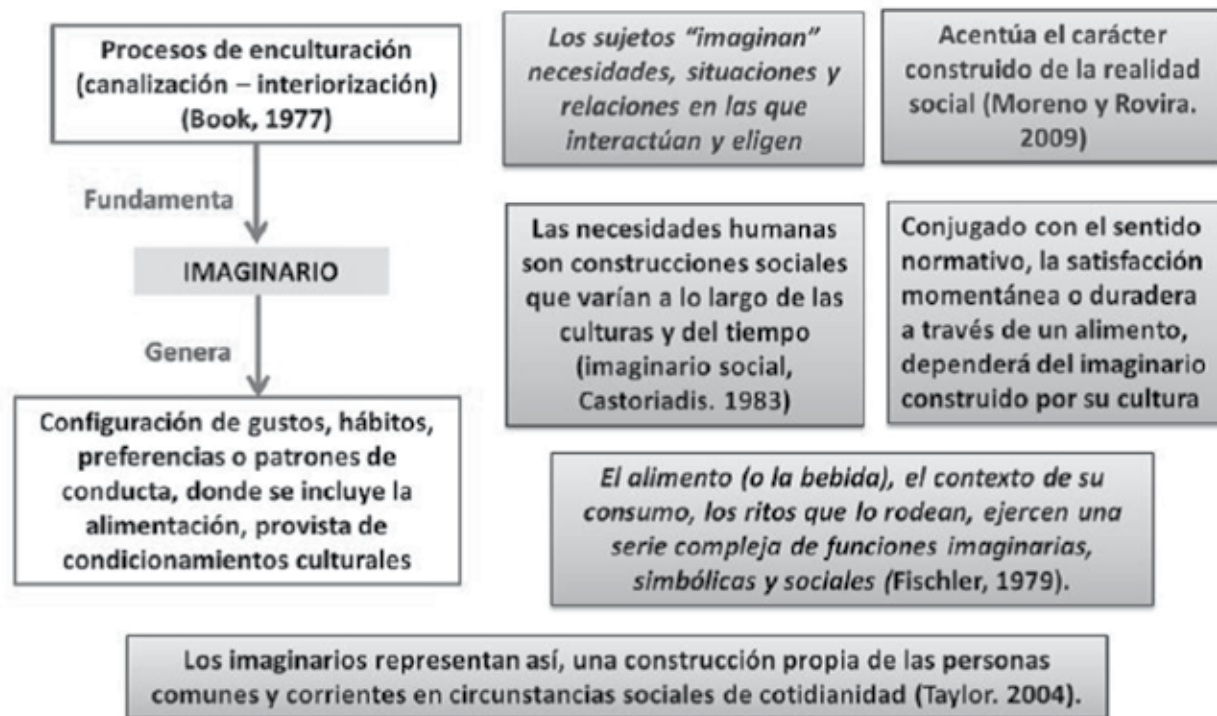 Procesos de enculturación
(canalización – interiorización)
(Book, 1977)
Fundamenta
IMAGINARIO
Genera
Configuración de gustos, hábitos,
preferencias o patrones de
conducta, donde se incluye la
alimentación, provista de
condicionamientos culturales
Los sujetos “imaginan”
necesidades, situaciones y
relaciones en las que
interactúan y eligen
Acentúa el carácter
construido de la realidad
social (Moreno y Rovira.
2009)
Las necesidades humanas
son construcciones sociales
que varían a lo largo de las
culturas y del tiempo
(imaginario social,
Castoriadis. 1983)
Conjugado con el sentido
normativo, la satisfacción
momentánea o duradera
a través de un alimento,
dependerá del imaginario
construido por su cultura
El alimento (o la bebida), el contexto de su
consumo, los ritos que lo rodean, ejercen una
serie compleja de funciones imaginarias,
simbólicas y sociales (Fischler, 1979).
Los imaginarios representan así, una construcción propia de las personas
comunes y corrientes en circunstancias sociales de cotidianidad (Taylor. 2004).